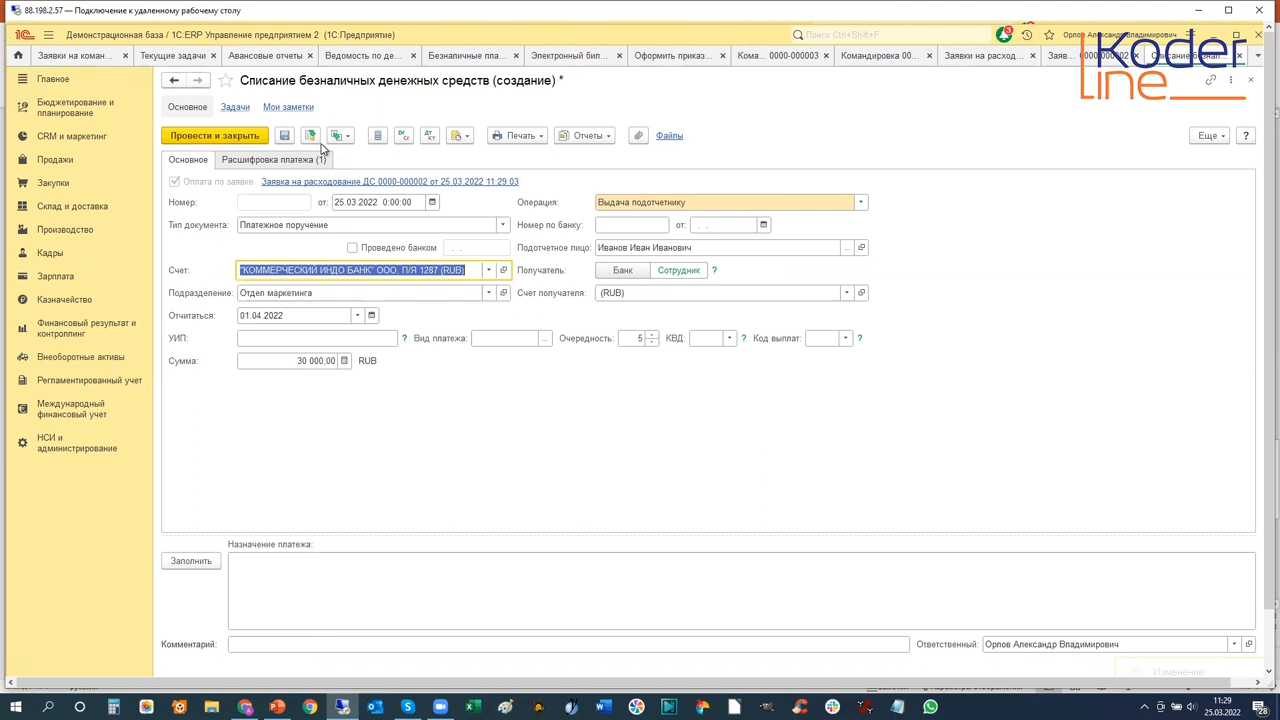 88.198.2.57 — Подключение к удаленному рабочему столу
Демонстрационная база / 1С:ERP Управление предприятием 2 (1С:Предприятие)
Поиск Ctrl+Shift+F
Орлов Александр Владимирович
Koder
line
Заявки на коман... ×
Текущие задачи ×
Авансовые отчеты ×
Ведомость по де... ×
Безналичные пла... ×
Электронный бил... ×
Оформить приказ... ×
Кома... 0000-000003 ×
Командировка 00... ×
Заявки на расход... ×
Главное
Бюджетирование и
планирование
CRM и маркетинг
Продажи
Закупки
Склад и доставка
Производство
Кадры
Зарплата
Казначейство
Финансовый результат и
контроллинг
Внеоборотные активы
Регламентированный учет
Международный
финансовый учет
НСИ и
администрирование
Списание безналичных денежных средств (создание) *
Основное Задачи Мои заметки
Провести и закрыть Печать Отчеты Файлы Еще ?
Основное Расшифровка платежа (1)
Оплата по заявке Заявка на расходование ДС 0000-000002 от 25.03.2022 11:29:03
Номер: от: 25.03.2022 0:00:00 Операция: Выдача подотчетнику
Тип документа: Платежное поручение Номер по банку: от: . .
Проведено банком . . Подотчетное лицо: Иванов Иван Иванович
Счет: "КОММЕРЧЕСКИЙ ИНДО БАНК" ООО, П/Я 1287 (RUB) Получатель: Банк Сотрудник ?
Подразделение: Отдел маркетинга Счет получателя: (RUB)
Отчитаться: 01.04.2022
УИП: ? Вид платежа: ... Очередность: 5 КВД: ? Код выплат: ?
Сумма: 30 000,00 RUB
Назначение платежа:
Заполнить
Комментарий: Ответственный: Орлов Александр Владимирович
Изменение:
11:29
25.03.2022
28